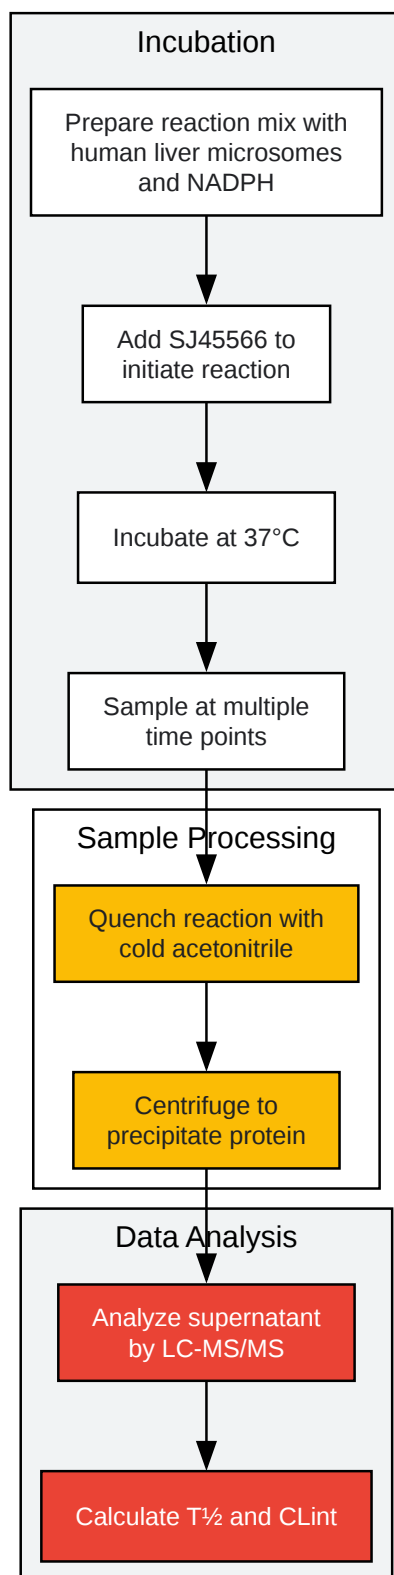 Incubation
Prepare reaction mix with
human liver microsomes
and NADPH
Add SJ45566 to
initiate reaction
Incubate at 37°C
Sample at multiple
time points
Sample Processing
Quench reaction with
cold acetonitrile
Centrifuge to
precipitate protein
Data Analysis
Analyze supernatant
by LC-MS/MS
Calculate T½ and CLint